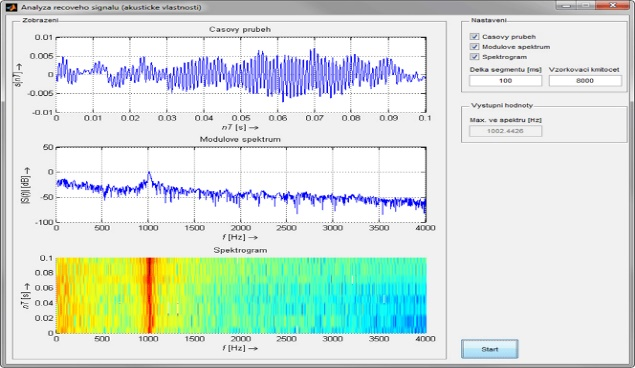 Analyza recoveho signalu (akusticke vlastnosti)
Zobrazeni
Casovy prubeh
0.01
0.005
0
-0.005
-0.01
s[nT] →
0 0.01 0.02 0.03 0.04 0.05 0.06 0.07 0.08 0.09 0.1
nT [s] →
Modulove spektrum
50
0
-50
-100
|S(f)| [dB] →
0 500 1000 1500 2000 2500 3000 3500 4000
f [Hz] →
Spektrogram
0.1
0.08
0.06
0.04
0.02
0
nT [s] →
0 500 1000 1500 2000 2500 3000 3500 4000
f [Hz] →
Nastaveni
Casovy prubeh
Modulove spektrum
Spektrogram
Delka segmentu [ms] Vzorkovaci kmitocet
100 8000
Vystupni hodnoty
Max. ve spektru [Hz]
1002.4426
Start